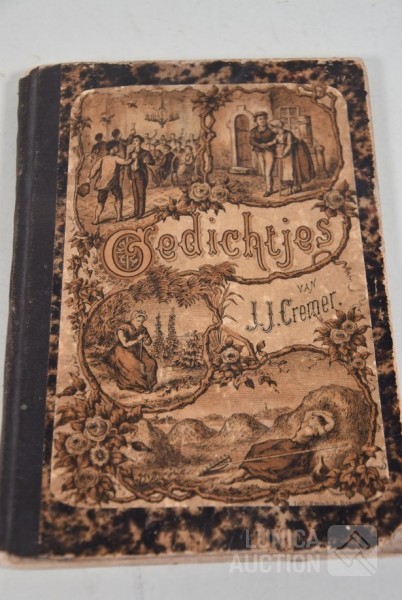 Gedichtjes
VAN
J.J. Cremer.
LUNICA
AUCTION